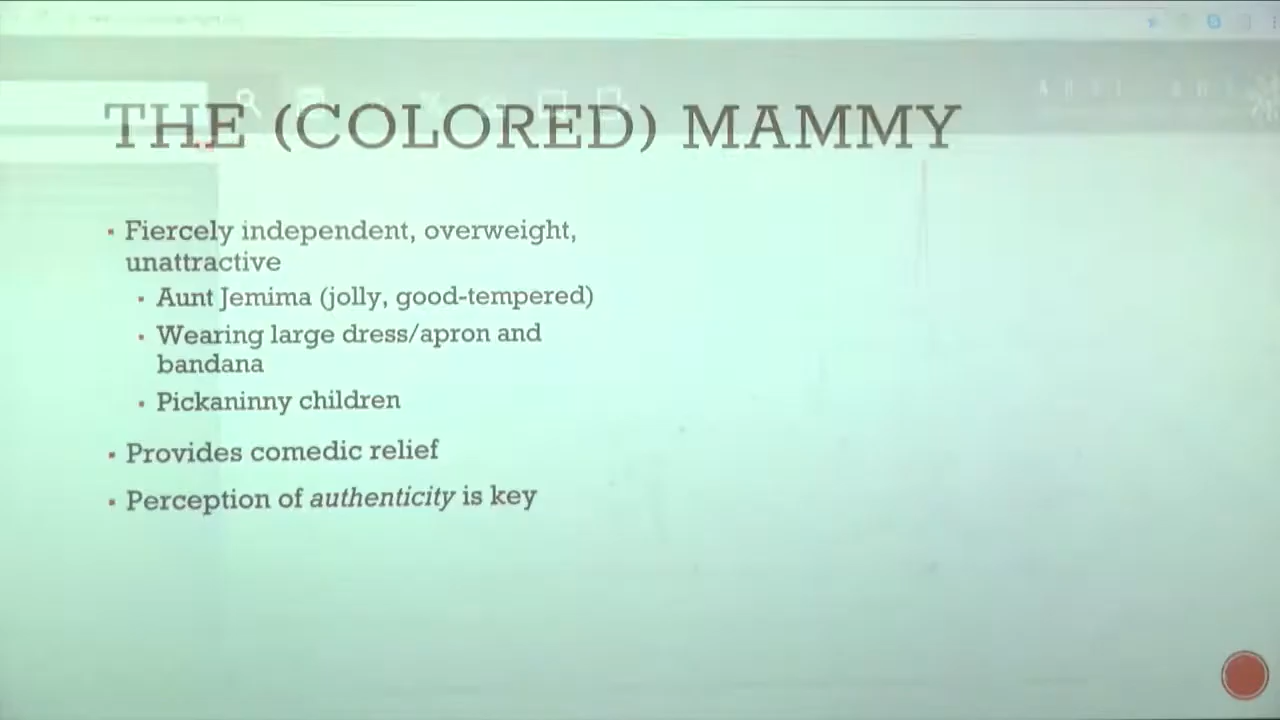 THE (COLORED) MAMMY
▪ Fiercely independent, overweight,
unattractive
▪ Aunt Jemima (jolly, good-tempered)
▪ Wearing large dress/apron and
bandana
▪ Pickaninny children
▪ Provides comedic relief
▪ Perception of authenticity is key